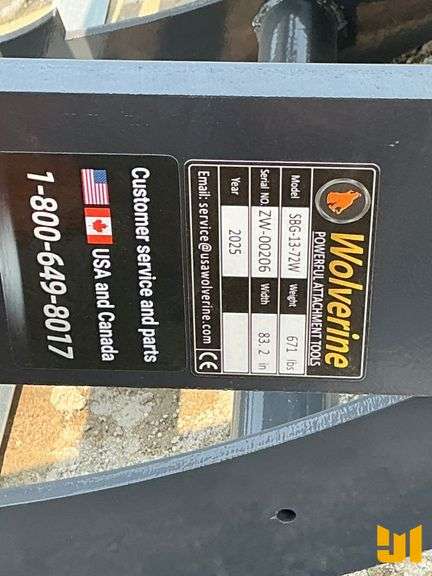 Wolverine
POWERFUL ATTACHMENT TOOLS
Model SBG-13-72W Weight 671 lbs
Serial NO. ZW-00206 Width 83.2 in
Year 2025
Email: service@usawolverine.com CE
Customer service and parts
USA and Canada
1-800-649-8017